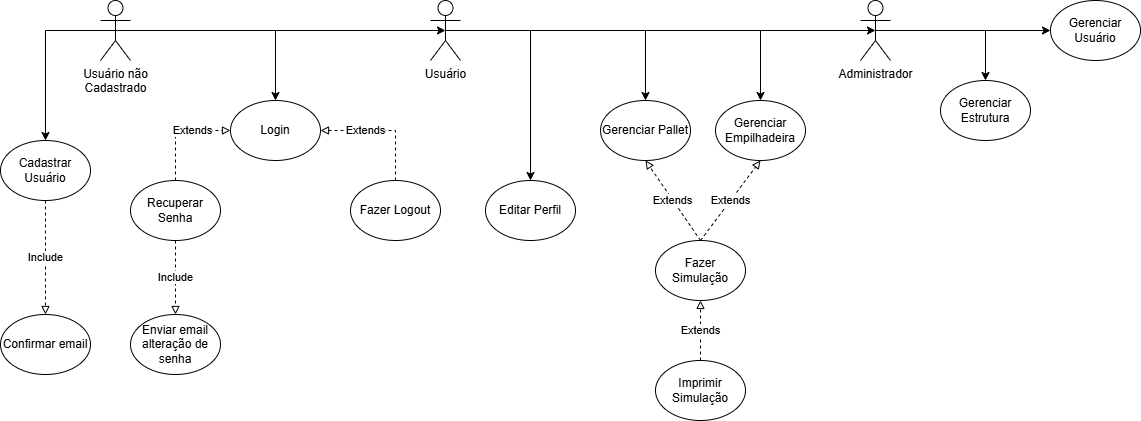 Gerenciar
Usuário
Usuário não
Cadastrado
Usuário
Administrador
Gerenciar
Estrutura
Login
Gerenciar Pallet
Gerenciar
Empilhadeira
Extends
Extends
Cadastrar
Usuário
Recuperar
Senha
Fazer Logout
Editar Perfil
Extends
Extends
Include
Include
Fazer
Simulação
Confirmar email
Enviar email
alteração de
senha
Extends
Imprimir
Simulação